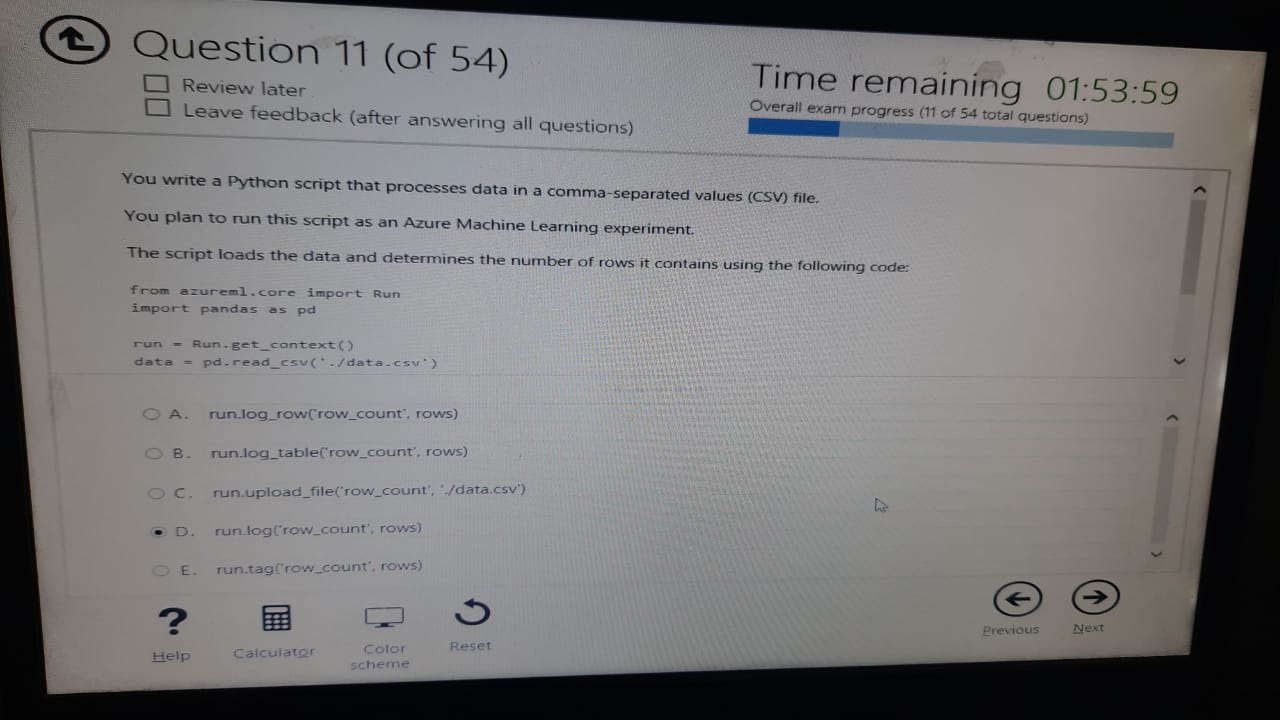 Question 11 (of 54)
Review later
Leave feedback (after answering all questions)
Time remaining 01:53:59
Overall exam progress (11 of 54 total questions)
You write a Python script that processes data in a comma-separated values (CSV) file.
You plan to run this script as an Azure Machine Learning experiment.
The script loads the data and determines the number of rows it contains using the following code:
from azureml.core import Run
import pandas as pd
run = Run.get_context()
data = pd.read_csv('./data.csv')
A. run.log_row('row_count', rows)
B. run.log_table('row_count', rows)
C. run.upload_file('row_count', './data.csv')
D. run.log('row_count', rows)
E. run.tag('row_count', rows)
?
Help
Calculator
Color
scheme
Reset
Previous
Next